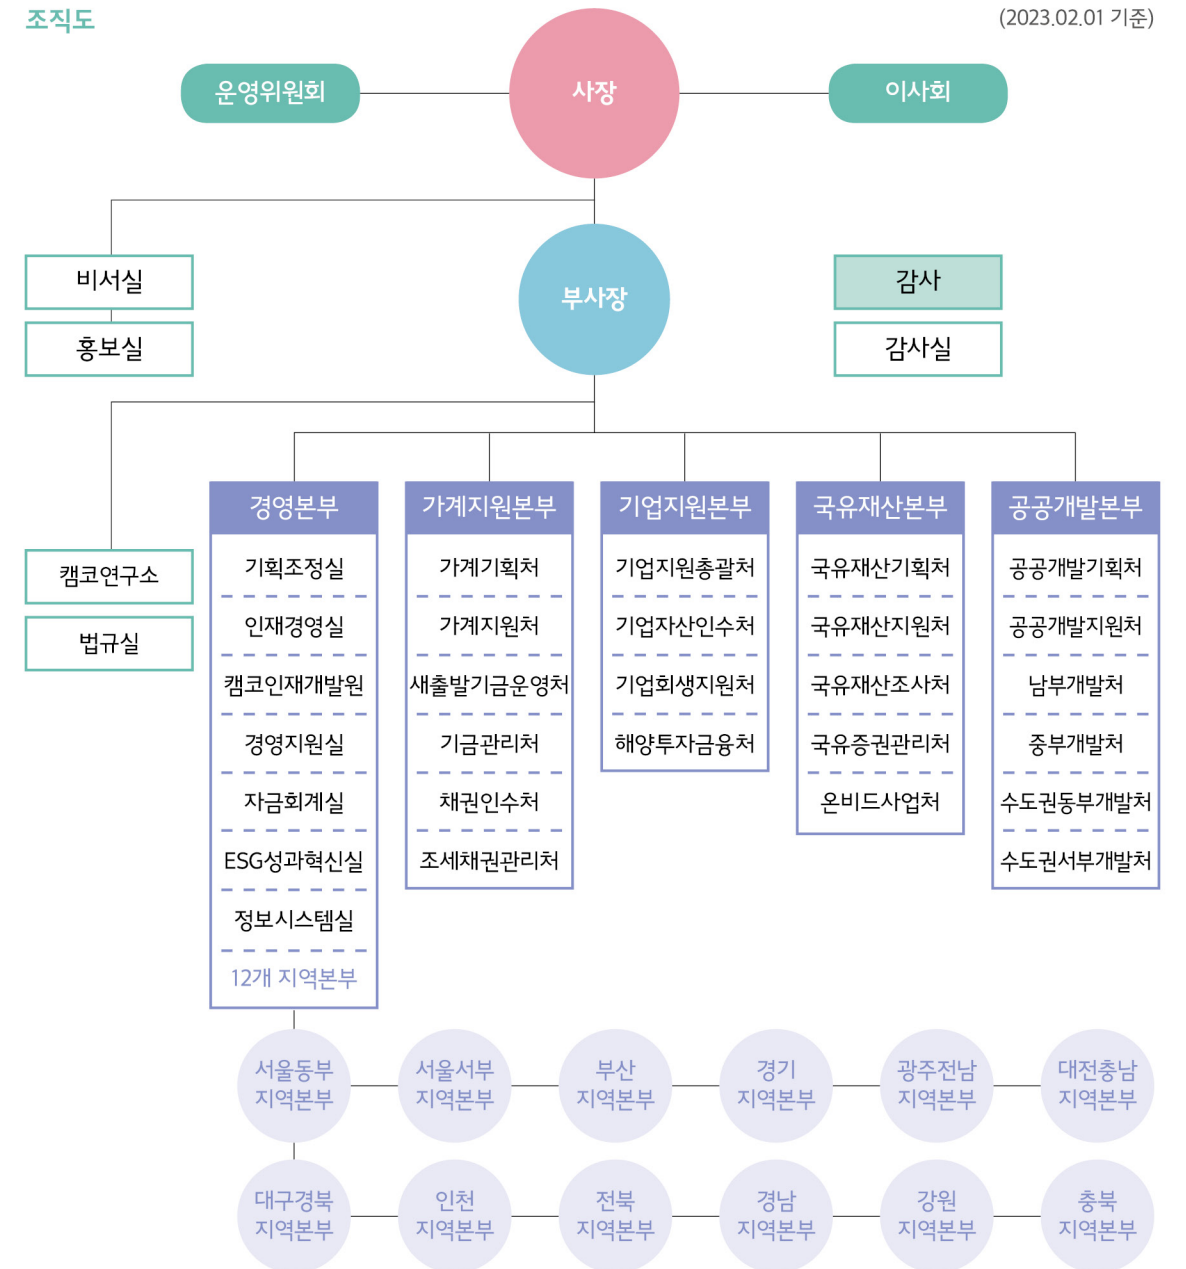 조직도
(2023.02.01 기준)
운영위원회
사장
이사회
비서실
홍보실
부사장
감사
감사실
캠코연구소
법규실
경영본부
기획조정실
인재경영실
캠코인재개발원
경영지원실
자금회계실
ESG성과혁신실
정보시스템실
12개 지역본부
가계지원본부
가계기획처
가계지원처
새출발기금운영처
기금관리처
채권인수처
조세채권관리처
기업지원본부
기업지원총괄처
기업자산인수처
기업회생지원처
해양투자금융처
국유재산본부
국유재산기획처
국유재산지원처
국유재산조사처
국유증권관리처
온비드사업처
공공개발본부
공공개발기획처
공공개발지원처
남부개발처
중부개발처
수도권동부개발처
수도권서부개발처
서울동부
지역본부
서울서부
지역본부
부산
지역본부
경기
지역본부
광주전남
지역본부
대전충남
지역본부
대구경북
지역본부
인천
지역본부
전북
지역본부
경남
지역본부
강원
지역본부
충북
지역본부